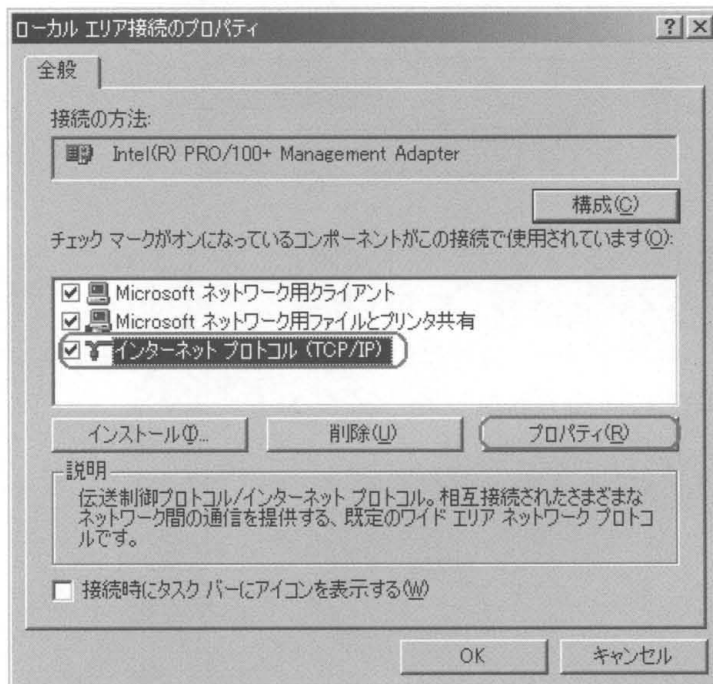 ローカル エリア接続のプロパティ
全般
接続の方法:
Intel(R) PRO/100+ Management Adapter
構成(C)
チェック マークがオンになっているコンポーネントがこの接続で使用されています(O):
Microsoft ネットワーク用クライアント
Microsoft ネットワーク用ファイルとプリンタ共有
インターネット プロトコル (TCP/IP)
インストール(I)...
削除(U)
プロパティ(R)
説明
伝送制御プロトコル/インターネット プロトコル。相互接続されたさまざまな
ネットワーク間の通信を提供する、既定のワイド エリア ネットワーク プロトコ
ルです。
接続時にタスク バーにアイコンを表示する(W)
OK
キャンセル